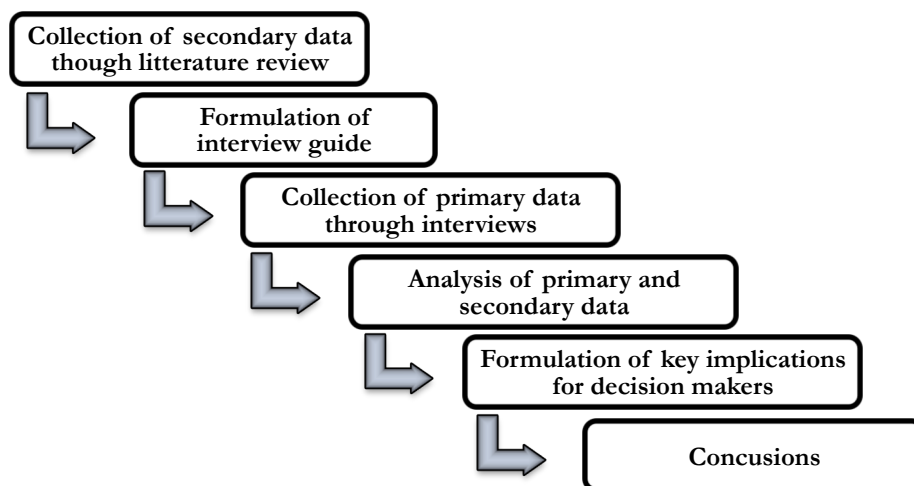 Collection of secondary data
though litterature review
Formulation of
interview guide
Collection of primary data
through interviews
Analysis of primary and
secondary data
Formulation of key implications
for decision makers
Concusions